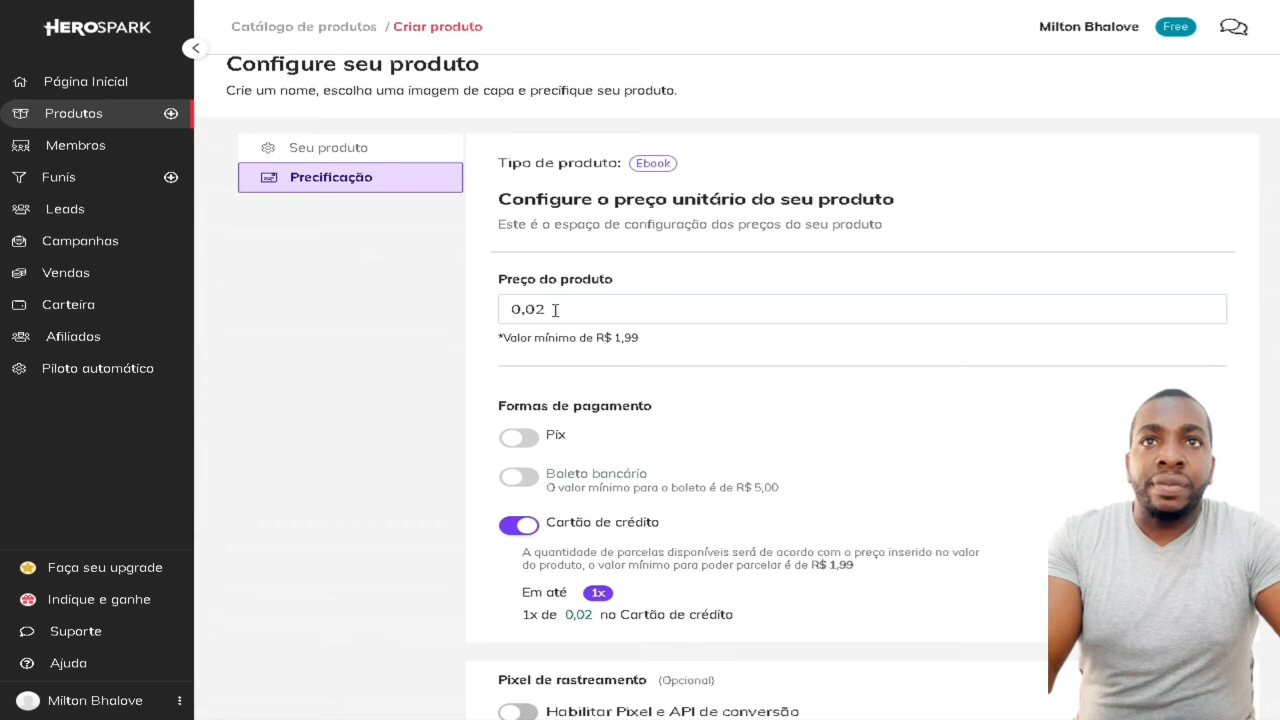 HEROSPARK
Catálogo de produtos / Criar produto
Milton Bhalove
Free
Página Inicial
Produtos
Membros
Funis
Leads
Campanhas
Vendas
Carteira
Afiliados
Piloto automático
Faça seu upgrade
Indique e ganhe
Suporte
Ajuda
Milton Bhalove
Configure seu produto
Crie um nome, escolha uma imagem de capa e precifique seu produto.
Seu produto
Precificação
Tipo de produto: Ebook
Configure o preço unitário do seu produto
Este é o espaço de configuração dos preços do seu produto
Preço do produto
0,02
*Valor mínimo de R$ 1,99
Formas de pagamento
Pix
Boleto bancário
O valor mínimo para o boleto é de R$ 5,00
Cartão de crédito
A quantidade de parcelas disponíveis será de acordo com o preço inserido no valor
do produto, o valor mínimo para poder parcelar é de R$ 1,99
Em até 1x
1x de 0,02 no Cartão de crédito
Pixel de rastreamento (Opcional)
Habilitar Pixel e API de conversão